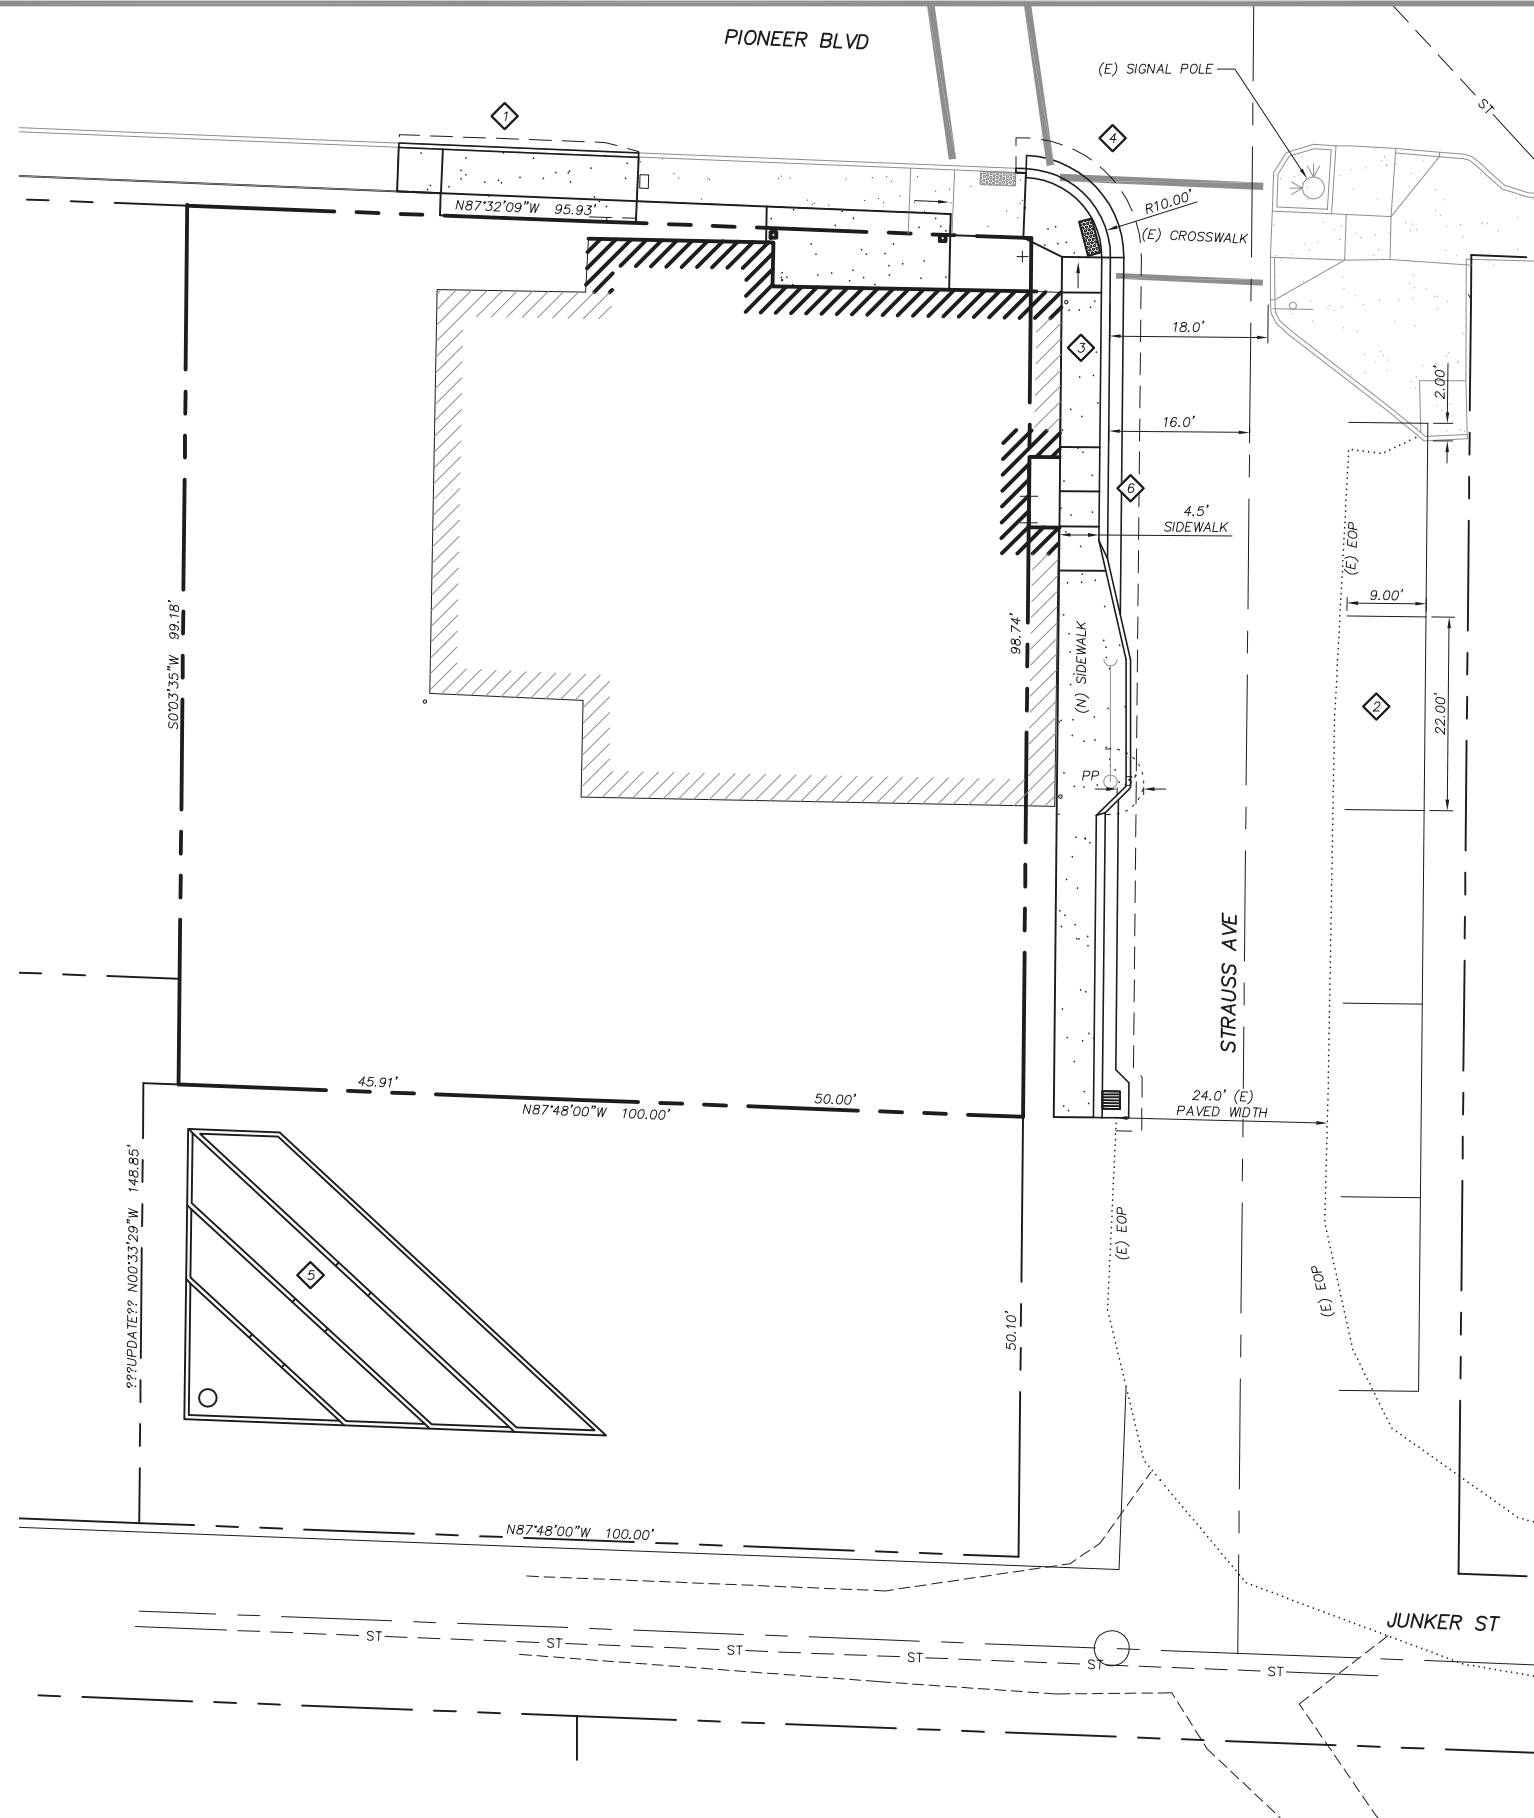 PIONEER BLVD
(E) SIGNAL POLE
ST
1
4
R10.00'
N87°32'09"W 95.93'
(E) CROSSWALK
18.0'
3
2.00'
16.0'
6
4.5'
SIDEWALK
(E) EOP
9.00'
S0°03'35"W 99.18'
98.74'
(N) SIDEWALK
2
22.00'
PP
3'
STRAUSS AVE
45.91'
50.00'
N87°48'00"W 100.00'
24.0' (E)
PAVED WIDTH
???UPDATE?? N00°33'29"W 148.85'
5
(E) EOP
(E) EOP
50.10'
N87°48'00"W 100.00'
JUNKER ST
ST
ST
ST
ST
ST
ST